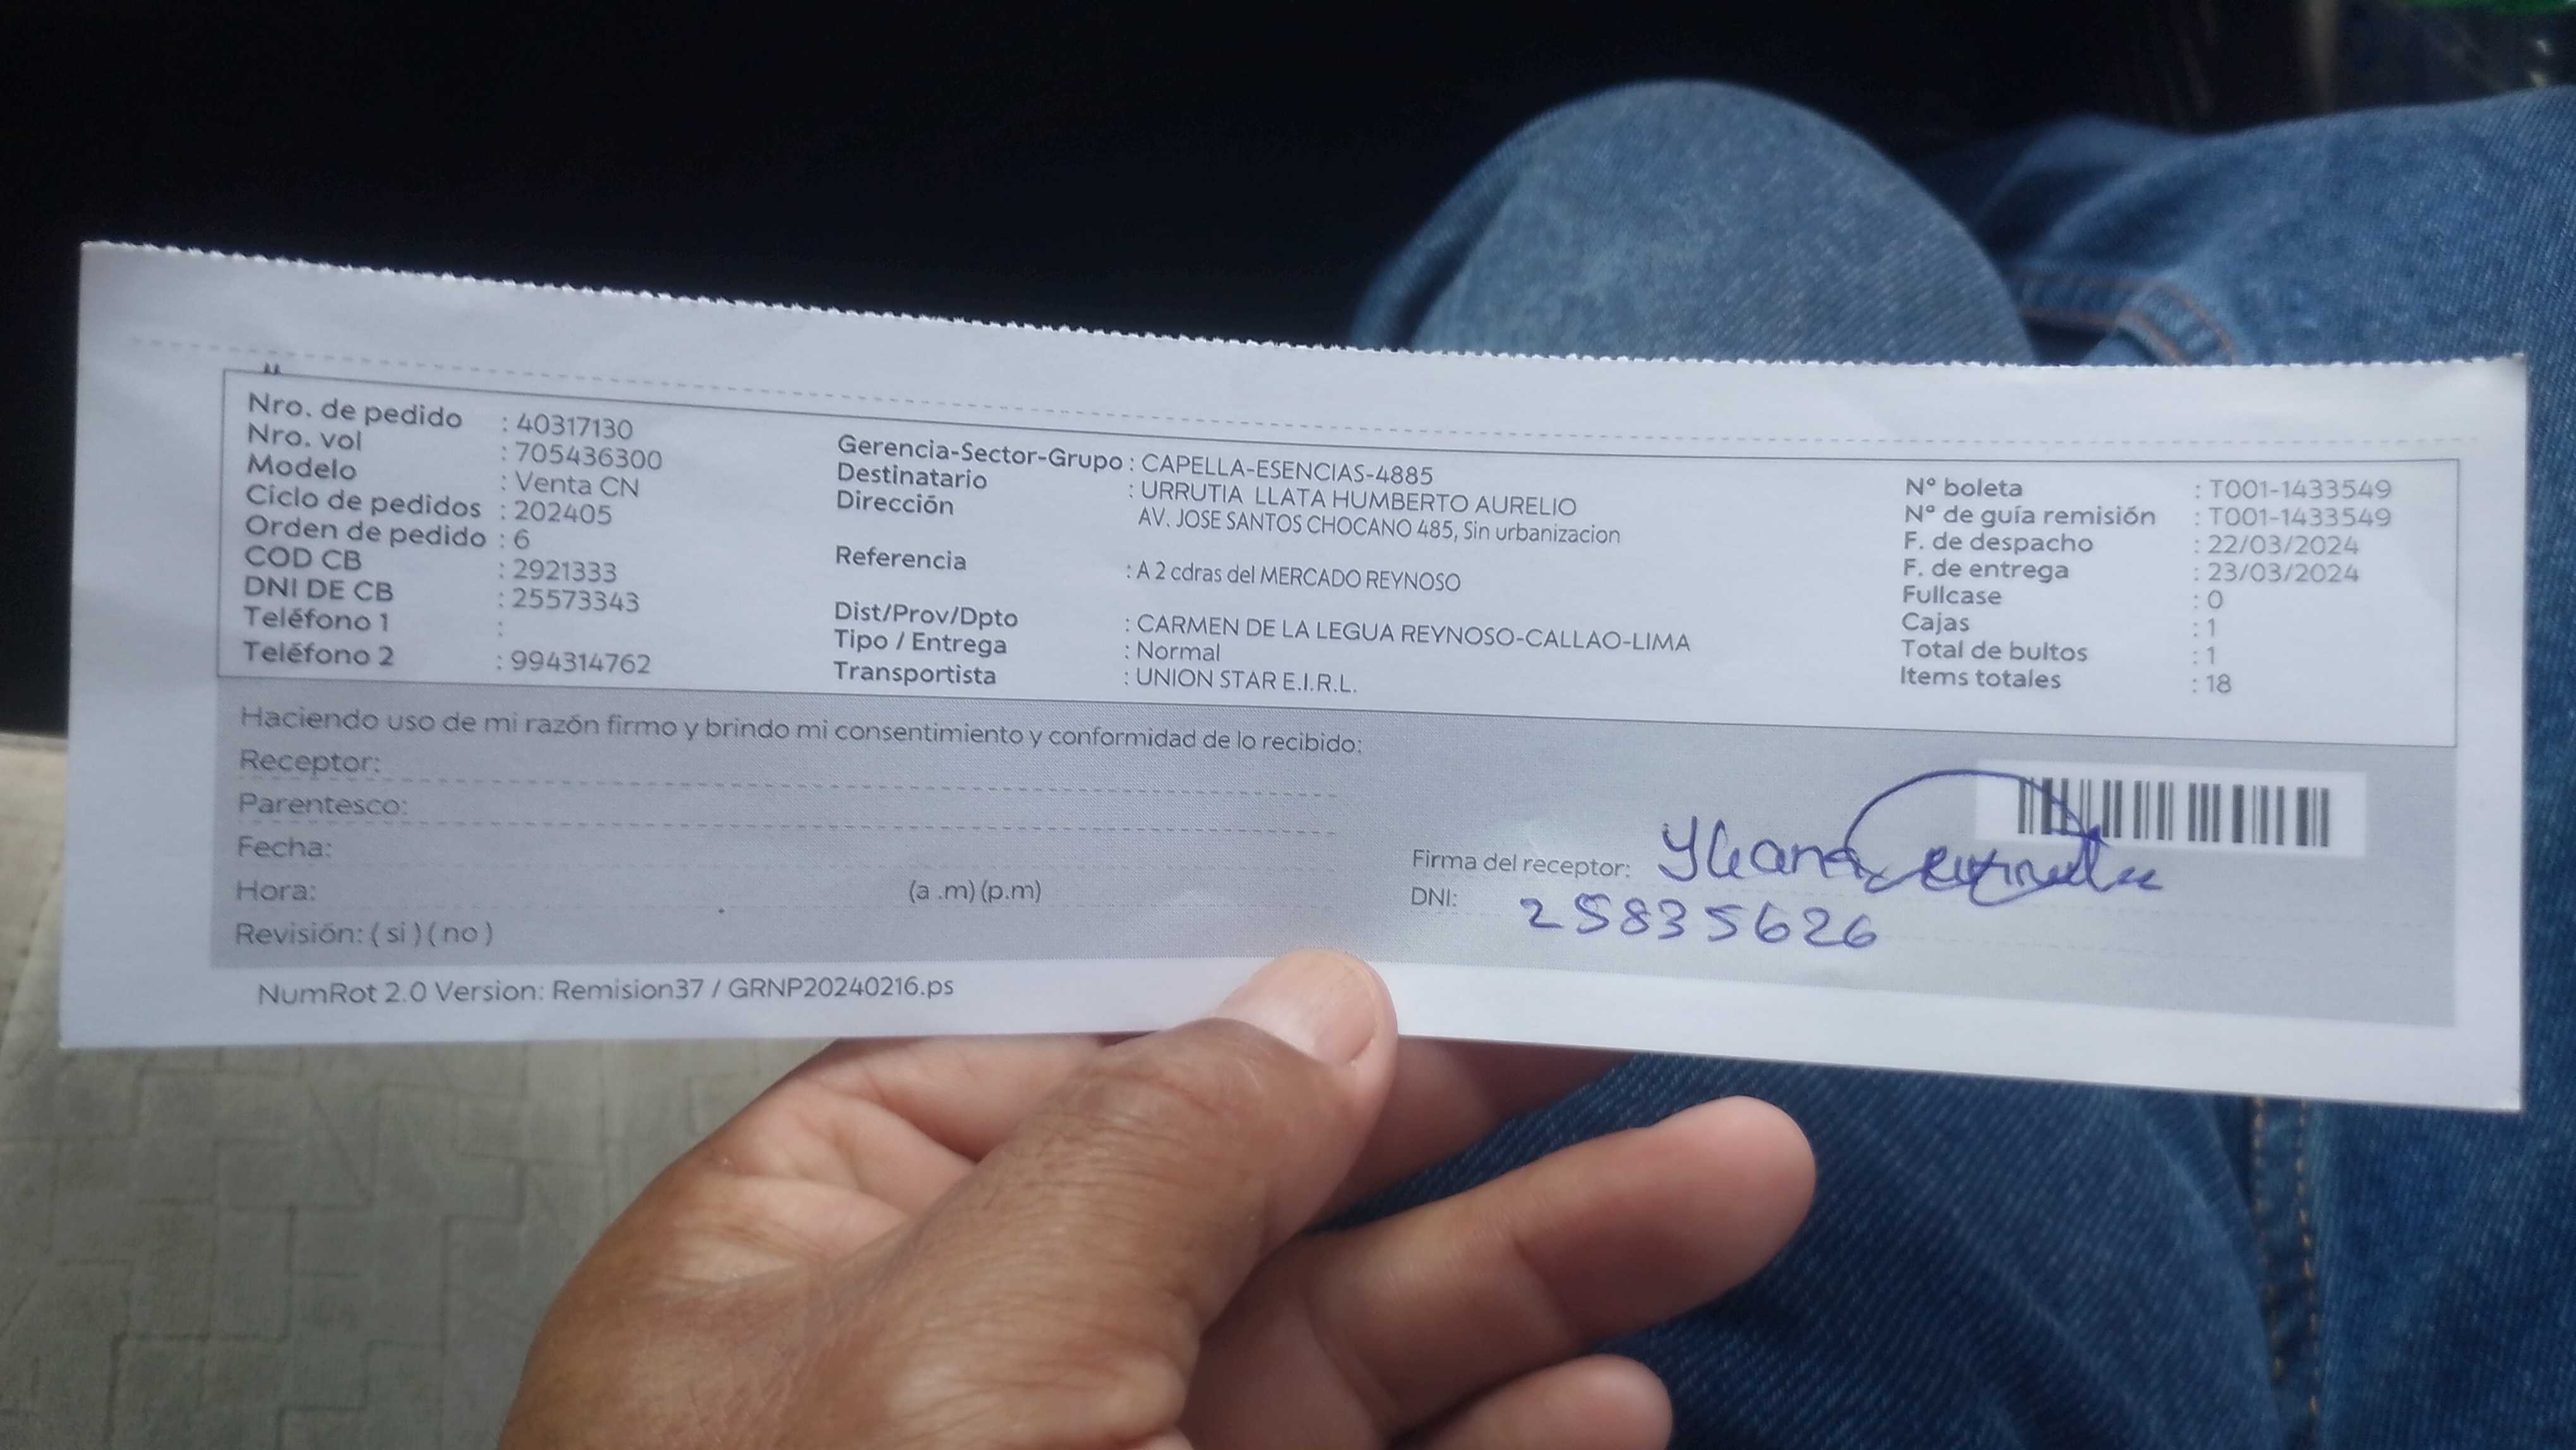 Nro. de pedido : 40317130
Nro. vol : 705436300
Modelo : Venta CN
Ciclo de pedidos : 202405
Orden de pedido : 6
COD CB : 2921333
DNI DE CB : 25573343
Teléfono 1 :
Teléfono 2 : 994314762
Gerencia-Sector-Grupo : CAPELLA-ESENCIAS-4885
Destinatario : URRUTIA LLATA HUMBERTO AURELIO
Dirección AV. JOSE SANTOS CHOCANO 485, Sin urbanizacion
Referencia : A 2 cdras del MERCADO REYNOSO
Dist/Prov/Dpto : CARMEN DE LA LEGUA REYNOSO-CALLAO-LIMA
Tipo / Entrega : Normal
Transportista : UNION STAR E.I.R.L.
Nº boleta : T001-1433549
Nº de guía remisión : T001-1433549
F. de despacho : 22/03/2024
F. de entrega : 23/03/2024
Fullcase : 0
Cajas : 1
Total de bultos : 1
Items totales : 18
Haciendo uso de mi razón firmo y brindo mi consentimiento y conformidad de lo recibido:
Receptor:
Parentesco:
Fecha:
Hora: (a .m) (p.m)
Revisión: ( si ) ( no )
Firma del receptor:
DNI: 25835626
NumRot 2.0 Version: Remision37 / GRNP20240216.ps